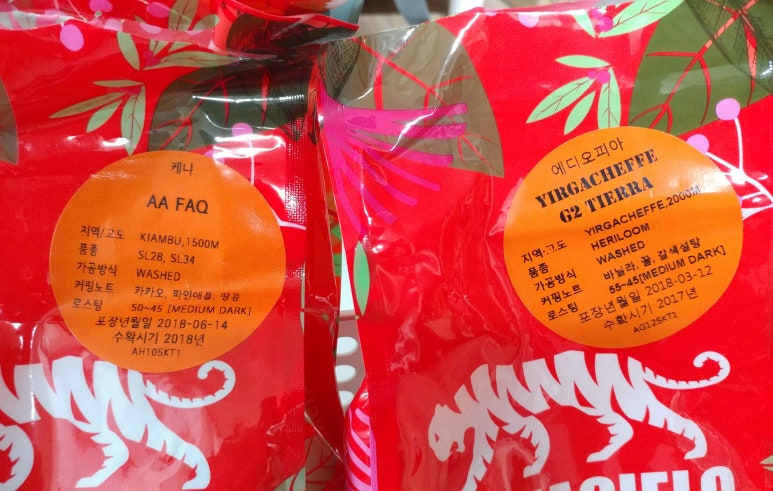 케냐
AA FAQ
지역/고도 KIAMBU,1500M
품종 SL28, SL34
가공방식 WASHED
커핑노트 카카오, 파인애플, 땅콩
로스팅 50~45 [MEDIUM DARK]
포장년월일 2018-06-14
수확시기 2018년
AH105KT1
에디오피아
YIRGACHEFFE
G2 TIERRA
지역·고도 YIRGACHEFFE,2000M
품종 HERILOOM
가공방식 WASHED
커핑노트 바닐라, 꿀, 갈색설탕
로스팅 55~45[MEDIUM DARK]
포장년월일 2018-03-12
수확시기 2017년
AG125KT1